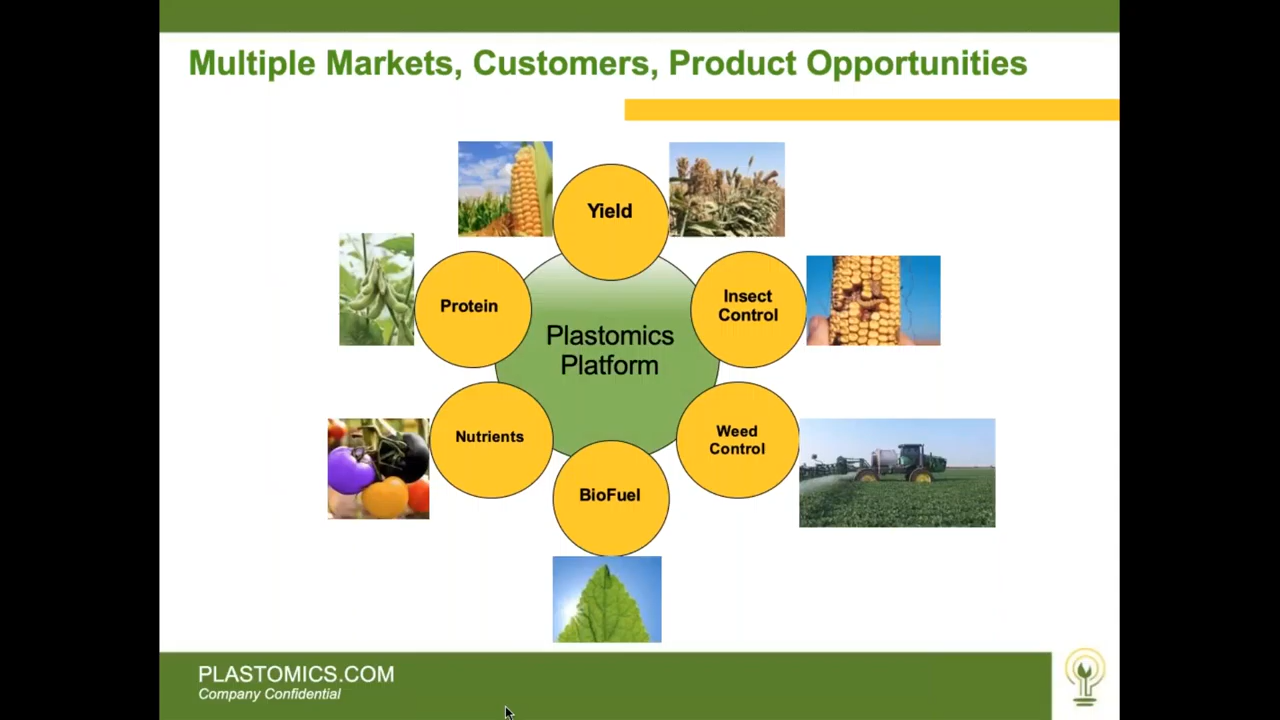 Multiple Markets, Customers, Product Opportunities
Yield
Protein
Insect
Control
Plastomics
Platform
Nutrients
Weed
Control
BioFuel
PLASTOMICS.COM
Company Confidential